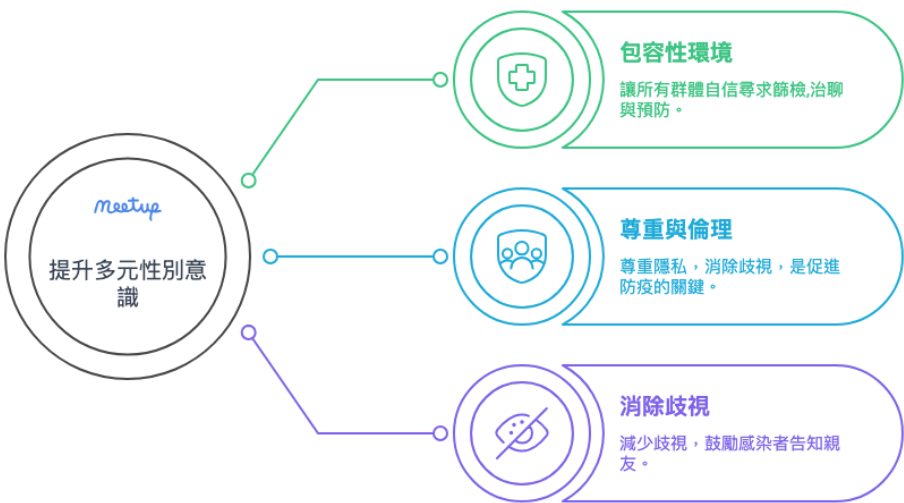 meetup
提升多元性別意
識
包容性環境
讓所有群體自信尋求篩檢,治聊
與預防。
尊重與倫理
尊重隱私，消除歧視，是促進
防疫的關鍵。
消除歧視
減少歧視，鼓勵感染者告知親
友。